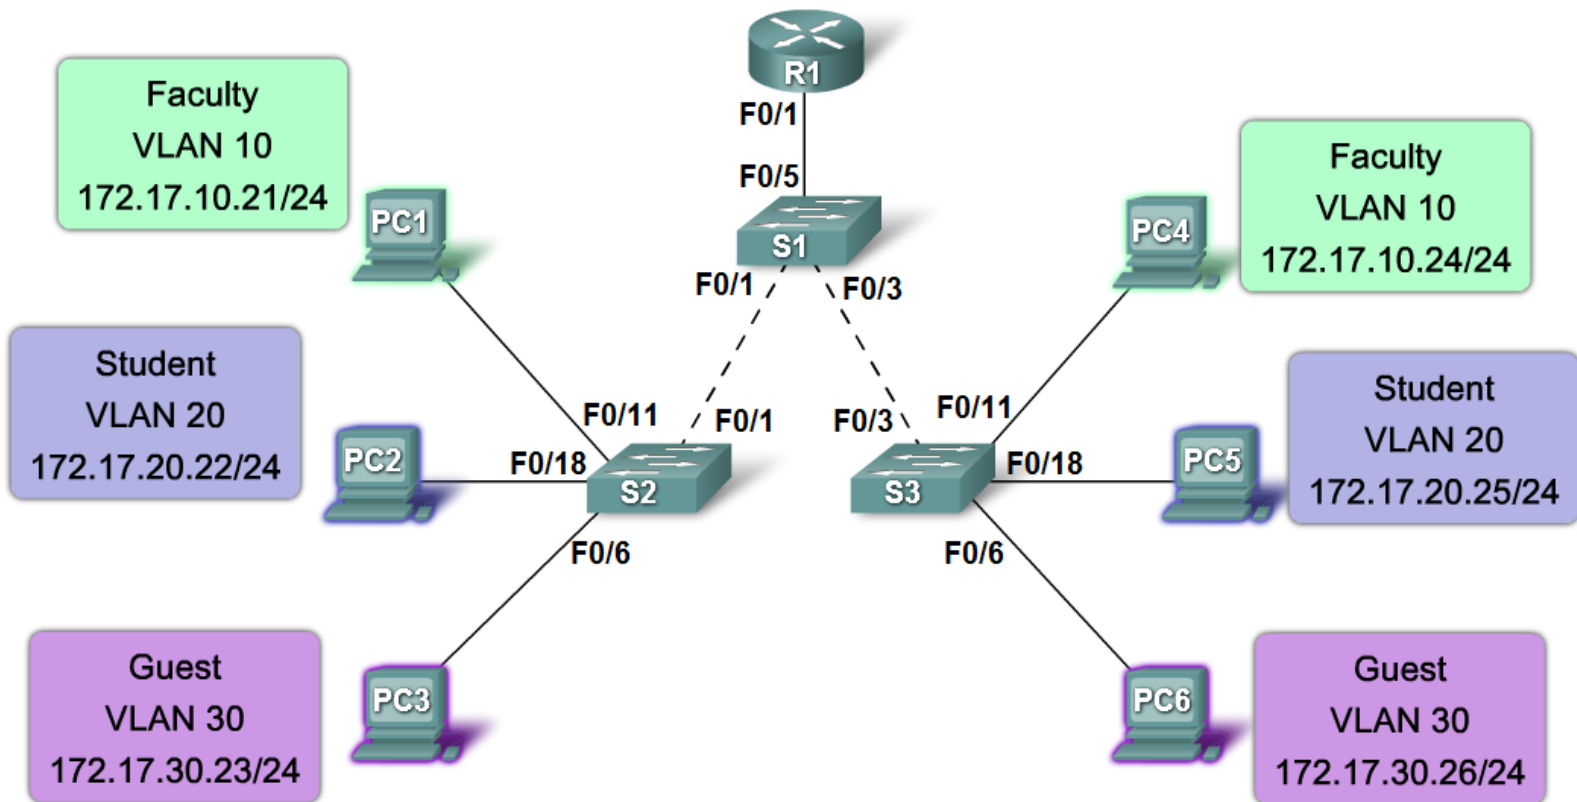 R1
F0/1
F0/5
S1
F0/1
F0/3
Faculty
VLAN 10
172.17.10.21/24
PC1
Student
VLAN 20
172.17.20.22/24
PC2
Guest
VLAN 30
172.17.30.23/24
PC3
F0/11
F0/18
F0/6
F0/1
S2
F0/3
S3
F0/11
F0/18
F0/6
PC4
Faculty
VLAN 10
172.17.10.24/24
PC5
Student
VLAN 20
172.17.20.25/24
PC6
Guest
VLAN 30
172.17.30.26/24